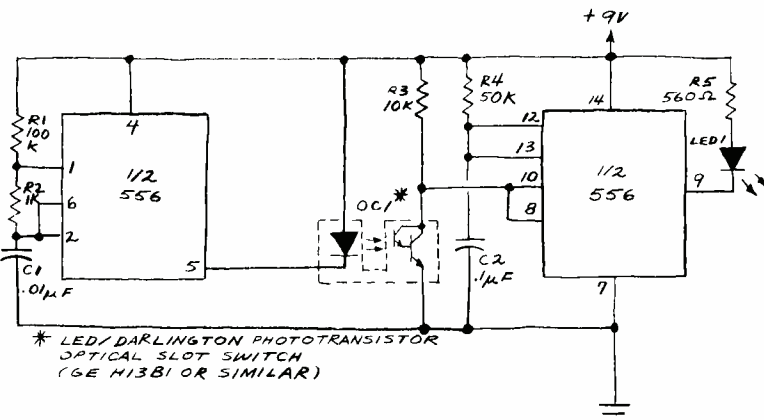 +9V
R1
100
K
R2
1K
C1
.01µF
4
1
6
2
5
1/2
556
OC1*
R3
10K
R4
50K
C2
.1µF
14
12
13
10
8
9
7
1/2
556
R5
560Ω
LED1
* LED/DARLINGTON PHOTOTRANSISTOR
OPTICAL SLOT SWITCH
(GE H13B1 OR SIMILAR)